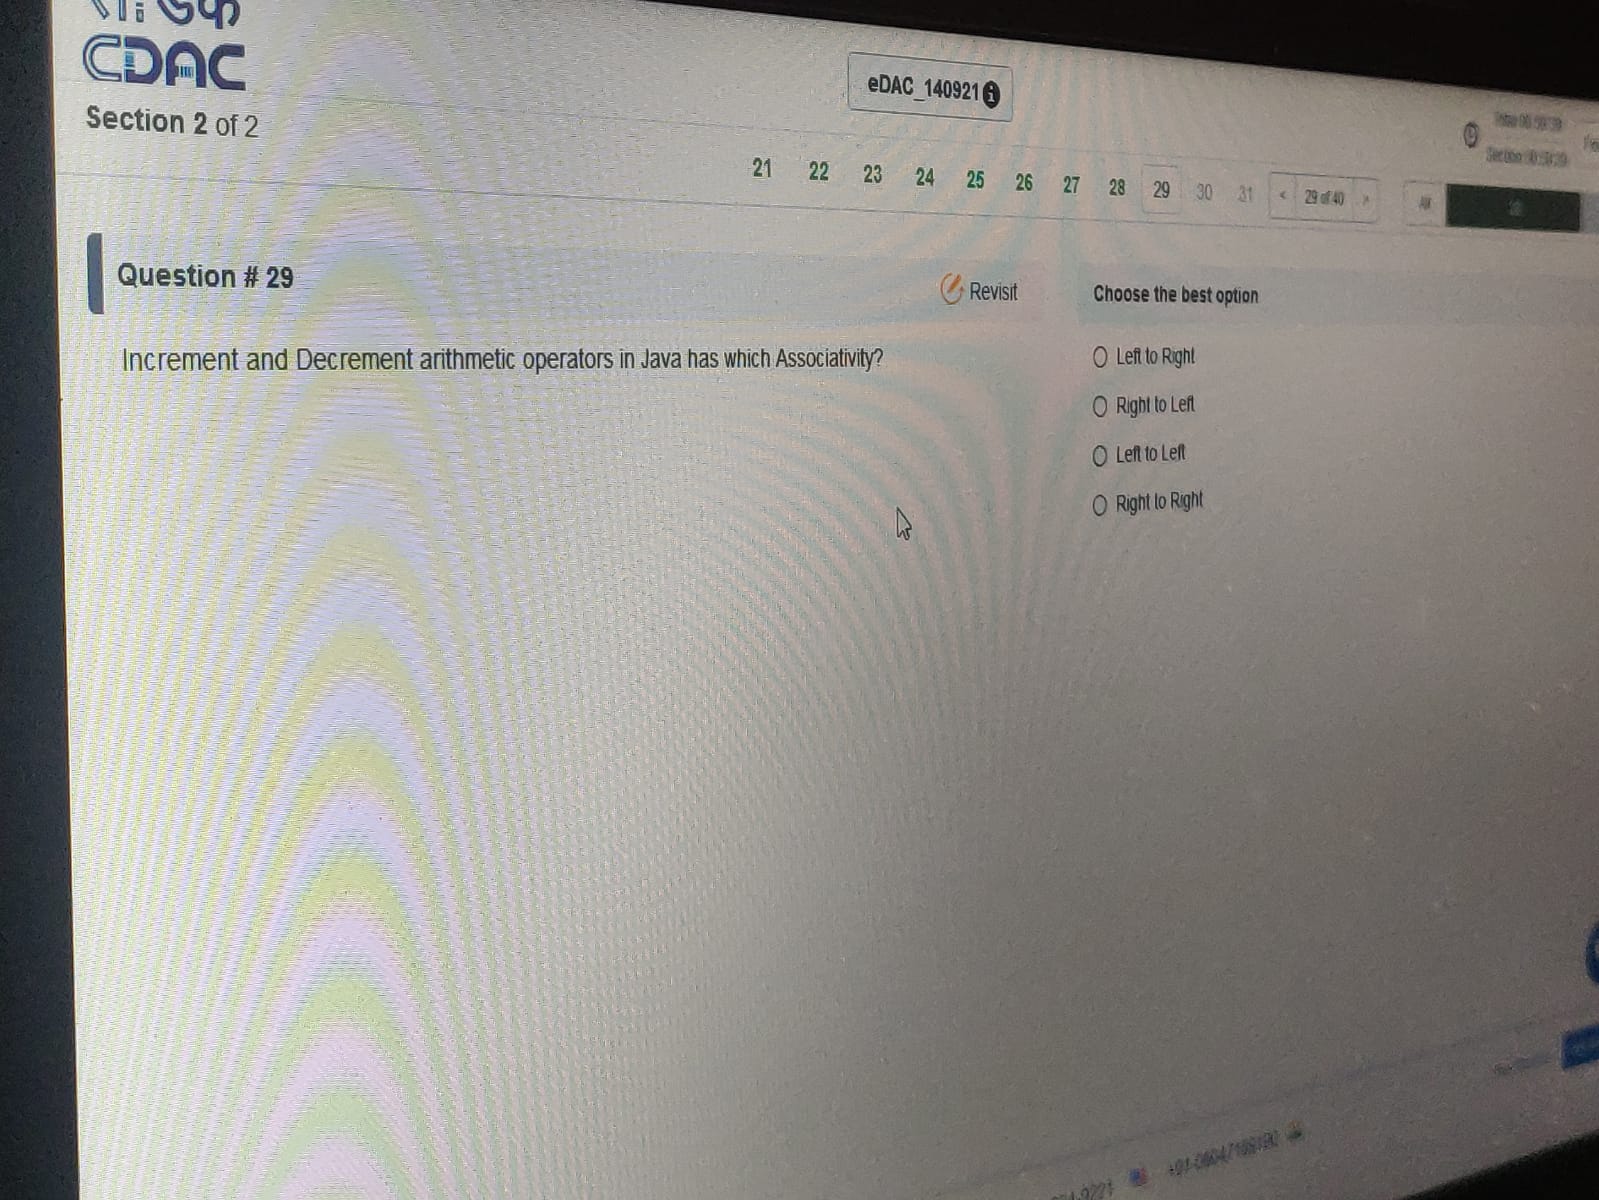 CDAC
Section 2 of 2
eDAC_140921
21 22 23 24 25 26 27 28 29 30 31 < 29 of 40 >
Question # 29
Revisit
Choose the best option
Increment and Decrement arithmetic operators in Java has which Associativity?
Left to Right
Right to Left
Left to Left
Right to Right